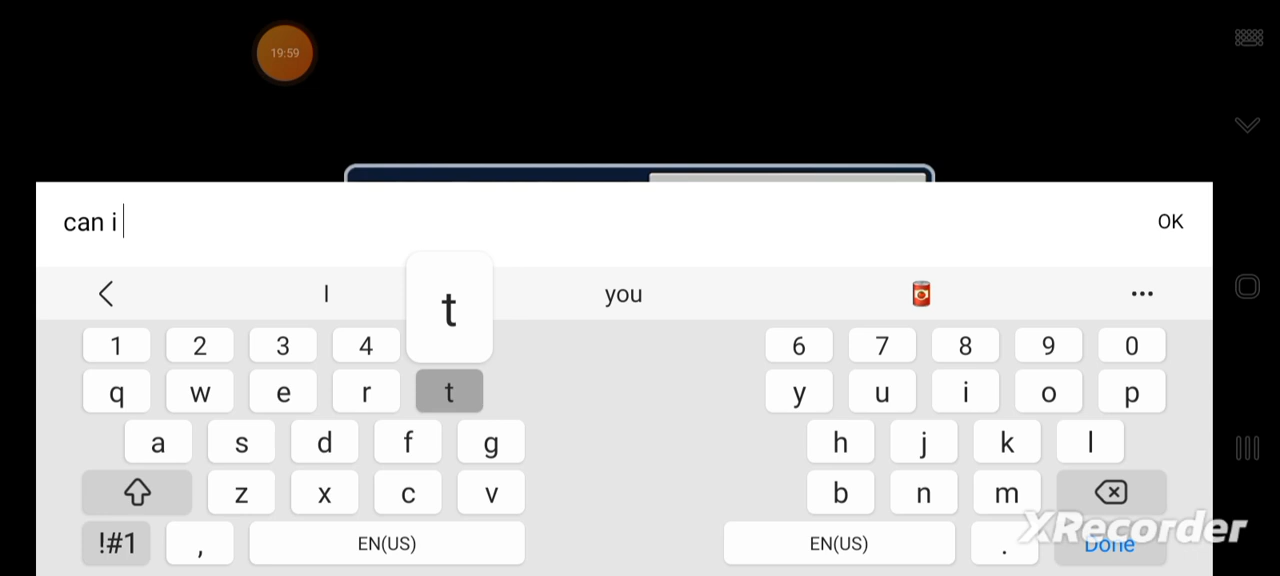 19:59
can i
OK
I you
t
1 2 3 4 6 7 8 9 0
q w e r t y u i o p
a s d f g h j k l
z x c v b n m
!#1 , EN(US) EN(US) . Done
XRecorder